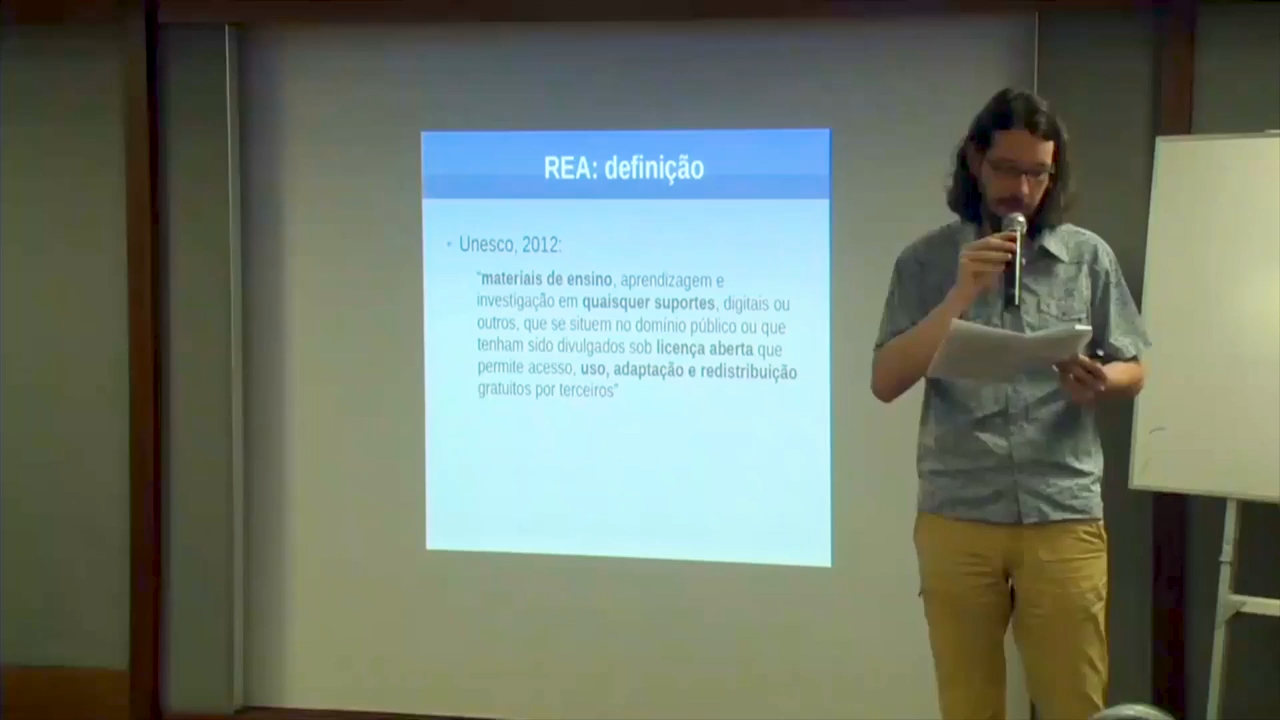 REA: definição
• Unesco, 2012:
“materiais de ensino, aprendizagem e
investigação em quaisquer suportes, digitais ou
outros, que se situem no domínio público ou que
tenham sido divulgados sob licença aberta que
permite acesso, uso, adaptação e redistribuição
gratuitos por terceiros”